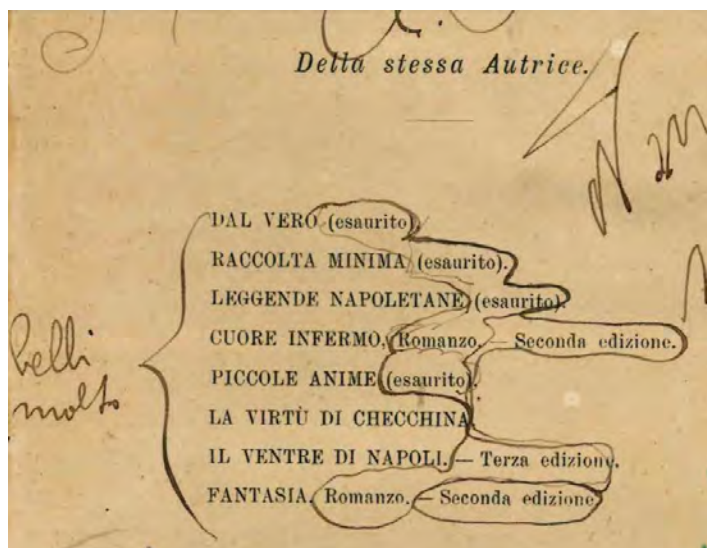 Della stessa Autrice.
DAL VERO (esaurito).
RACCOLTA MINIMA (esaurito).
LEGGENDE NAPOLETANE (esaurito).
CUORE INFERMO, Romanzo. — Seconda edizione.
PICCOLE ANIME (esaurito).
LA VIRTÙ DI CHECCHINA.
IL VENTRE DI NAPOLI. — Terza edizione.
FANTASIA. Romanzo. — Seconda edizione
belli
molto